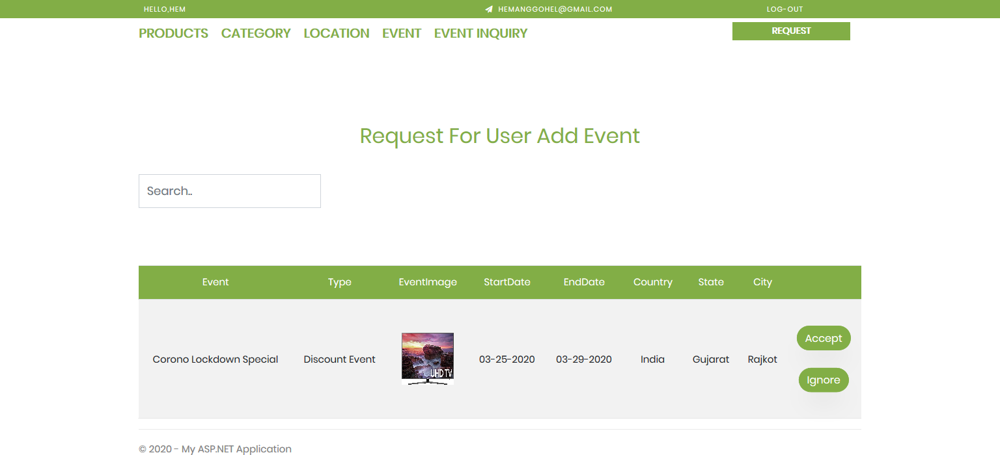 HELLO,HEM HEMANGGOHEL@GMAIL.COM LOG-OUT
PRODUCTS CATEGORY LOCATION EVENT EVENT INQUIRY REQUEST
Request For User Add Event
Search..
Event Type EventImage StartDate EndDate Country State City
Corono Lockdown Special Discount Event UHD TV 03-25-2020 03-29-2020 India Gujarat Rajkot
Accept
Ignore
© 2020 - My ASP.NET Application